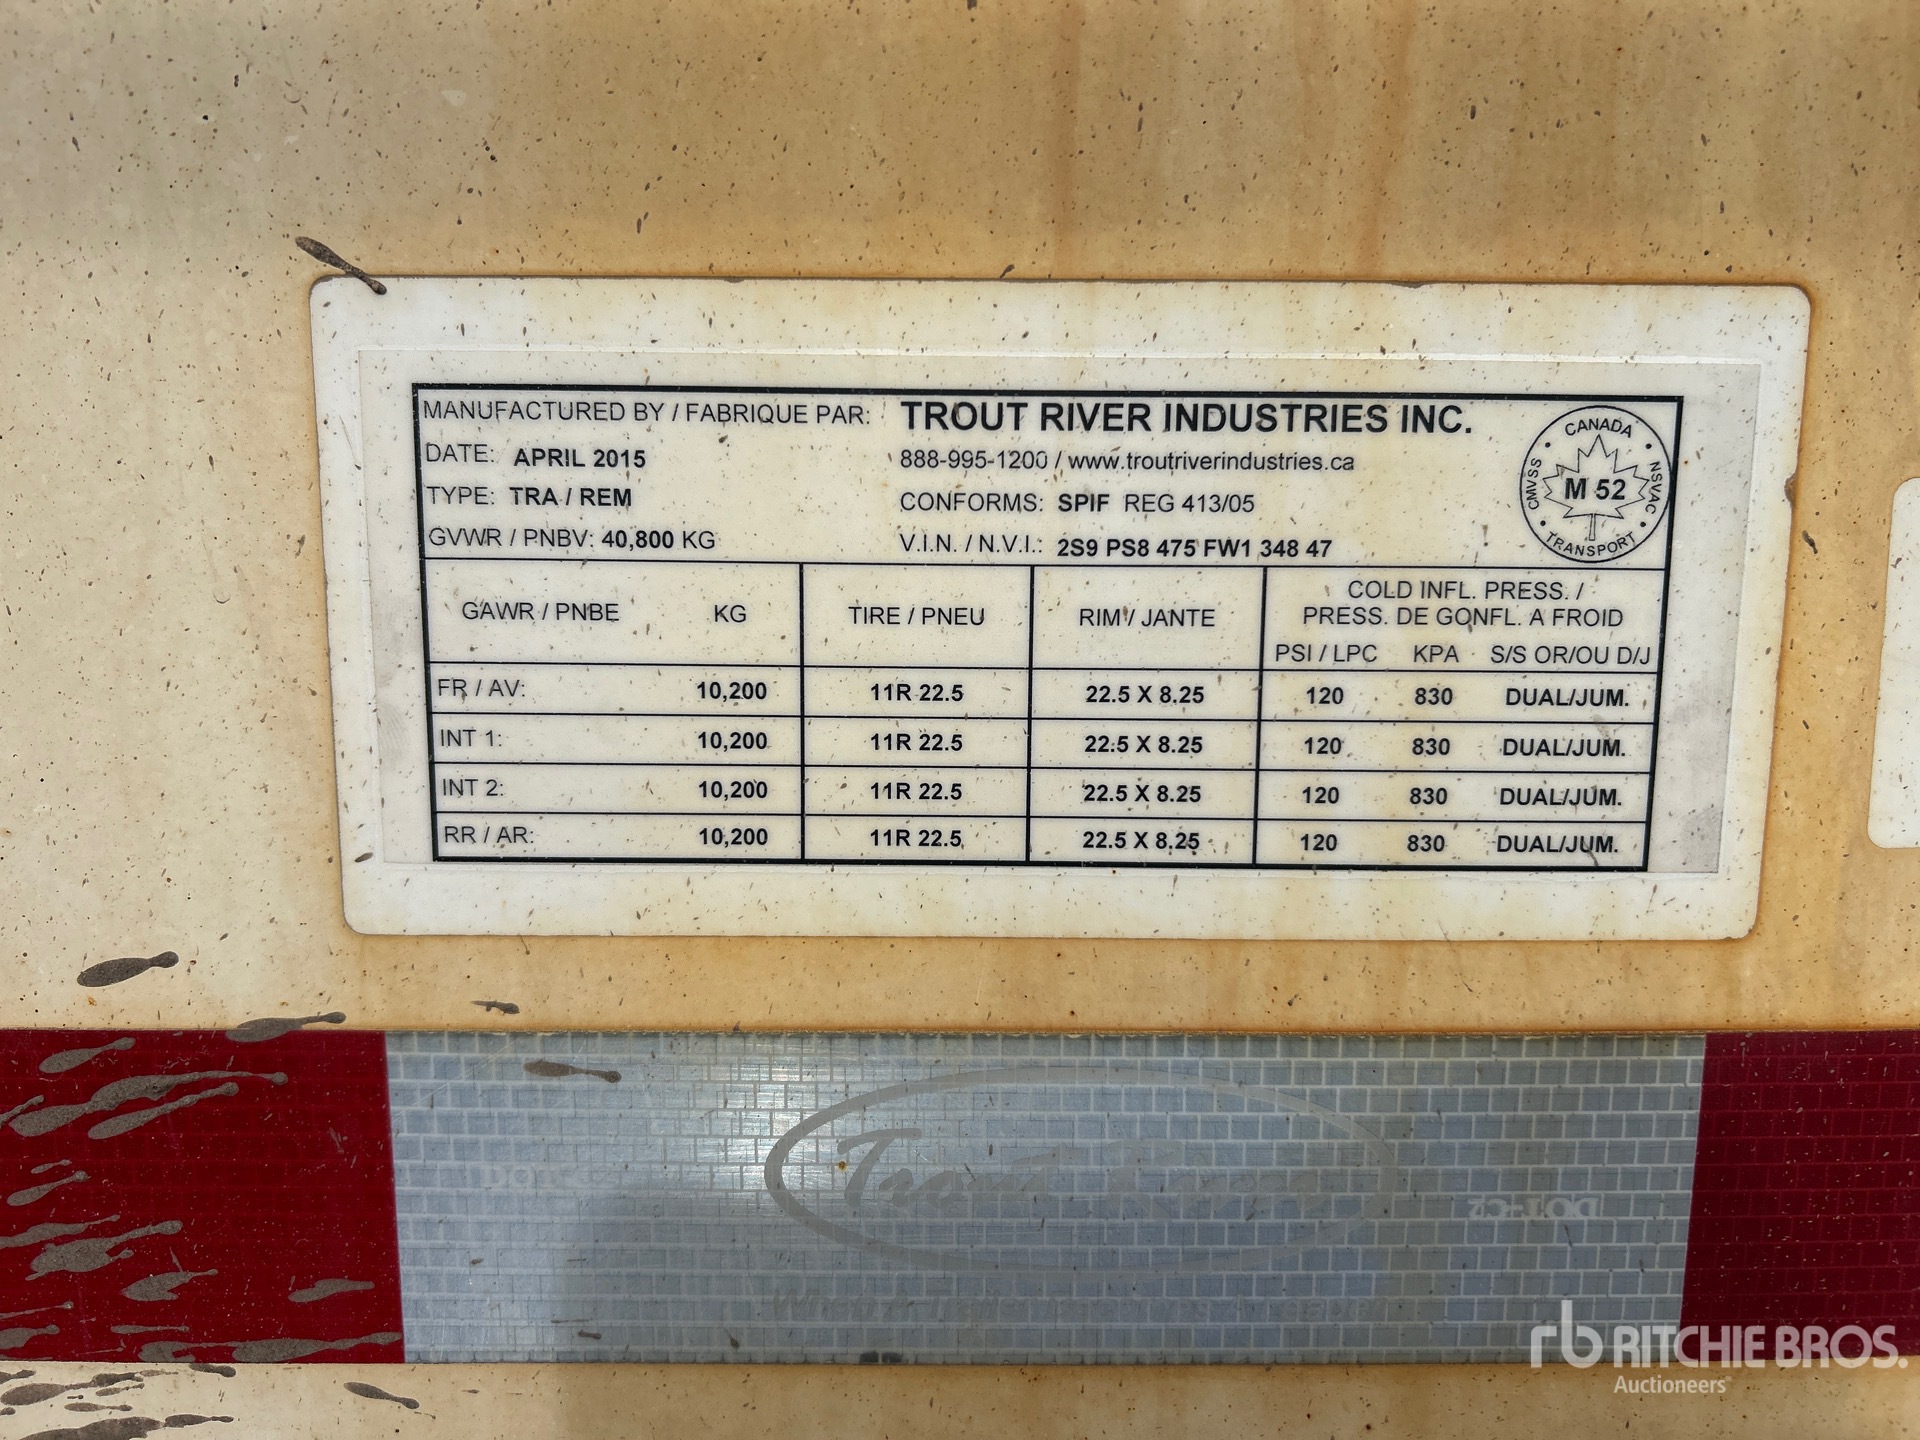 MANUFACTURED BY / FABRIQUE PAR: TROUT RIVER INDUSTRIES INC.
DATE: APRIL 2015 888-995-1200 / www.troutriverindustries.ca
TYPE: TRA / REM CONFORMS: SPIF REG 413/05
GVWR / PNBV: 40,800 KG V.I.N. / N.V.I.: 2S9 PS8 475 FW1 348 47
CANADA
CMVSS M 52 NSVAC
TRANSPORT
GAWR / PNBE KG TIRE / PNEU RIM / JANTE COLD INFL. PRESS. /
PRESS. DE GONFL. A FROID
PSI / LPC KPA S/S OR/OU D/J
FR / AV: 10,200 11R 22.5 22.5 X 8.25 120 830 DUAL/JUM.
INT 1: 10,200 11R 22.5 22.5 X 8.25 120 830 DUAL/JUM.
INT 2: 10,200 11R 22.5 22.5 X 8.25 120 830 DUAL/JUM.
RR / AR: 10,200 11R 22.5 22.5 X 8.25 120 830 DUAL/JUM.
Trout River
DOT-C2
rb RITCHIE BROS.
Auctioneers